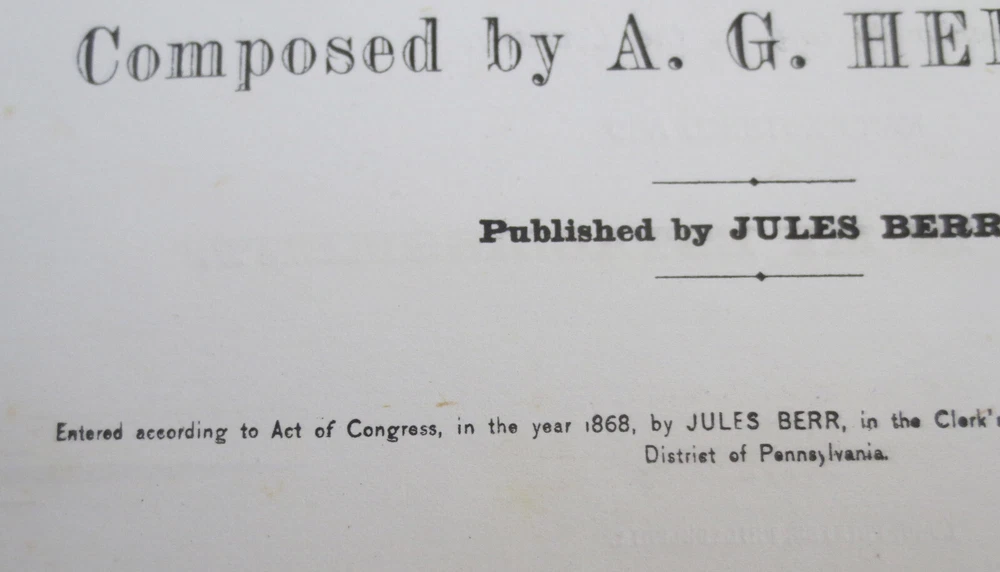 Composed by A. G. HE
Published by JULES BERR
Entered according to Act of Congress, in the year 1868, by JULES BERR, in the Clerk's
District of Pennsylvania.